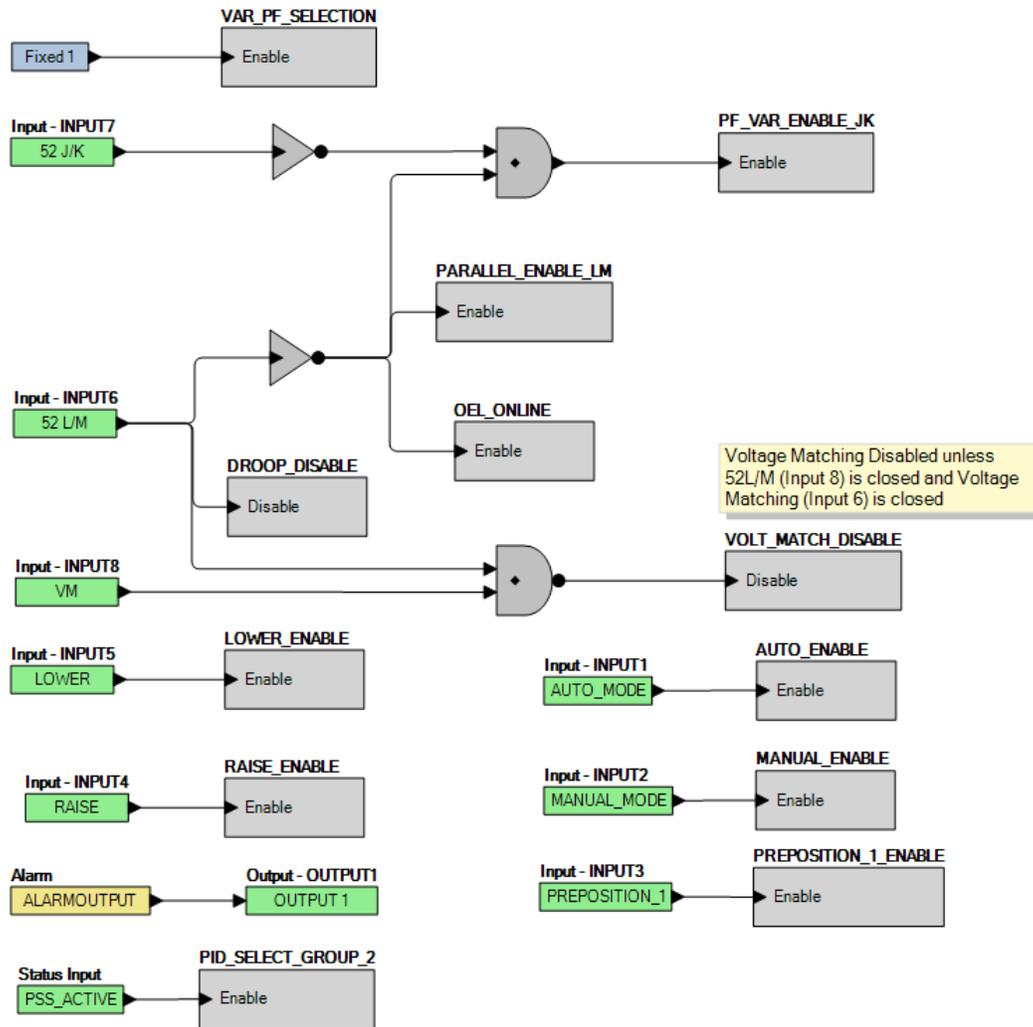 VAR_PF_SELECTION
Fixed 1
Enable
Input - INPUT7
52 J/K
PF_VAR_ENABLE_JK
Enable
PARALLEL_ENABLE_LM
Enable
Input - INPUT6
52 L/M
OEL_ONLINE
Enable
DROOP_DISABLE
Disable
Voltage Matching Disabled unless
52L/M (Input 8) is closed and Voltage
Matching (Input 6) is closed
VOLT_MATCH_DISABLE
Disable
Input - INPUT8
VM
LOWER_ENABLE
Input - INPUT5
LOWER
Enable
AUTO_ENABLE
Input - INPUT1
AUTO_MODE
Enable
RAISE_ENABLE
Input - INPUT4
RAISE
Enable
MANUAL_ENABLE
Input - INPUT2
MANUAL_MODE
Enable
Alarm
ALARMOUTPUT
Output - OUTPUT1
OUTPUT 1
PREPOSITION_1_ENABLE
Input - INPUT3
PREPOSITION_1
Enable
PID_SELECT_GROUP_2
Status Input
PSS_ACTIVE
Enable